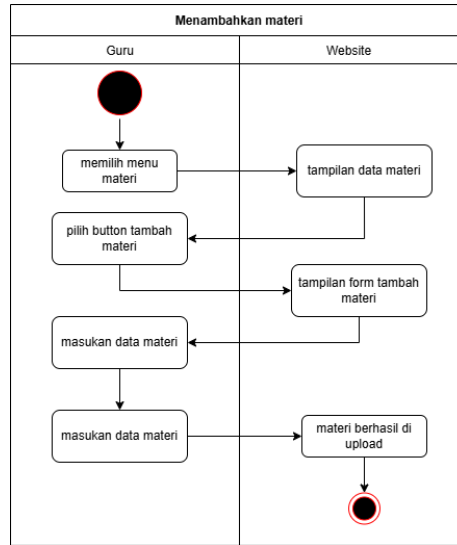 Menambahkan materi
Guru
Website
memilih menu
materi
tampilan data materi
pilih button tambah
materi
tampilan form tambah
materi
masukan data materi
masukan data materi
materi berhasil di
upload